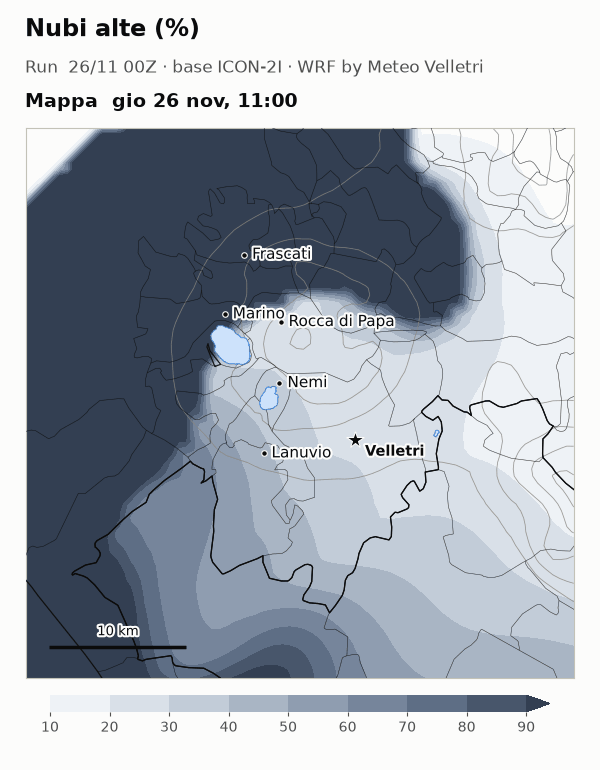 Nubi alte (%)
Run  26/11 00Z · base ICON-2I · WRF by Meteo Velletri
Mappa  gio 26 nov, 11:00
Frascati
Marino
Rocca di Papa
Nemi
Velletri
Lanuvio
10 km
10 20 30 40 50 60 70 80 90